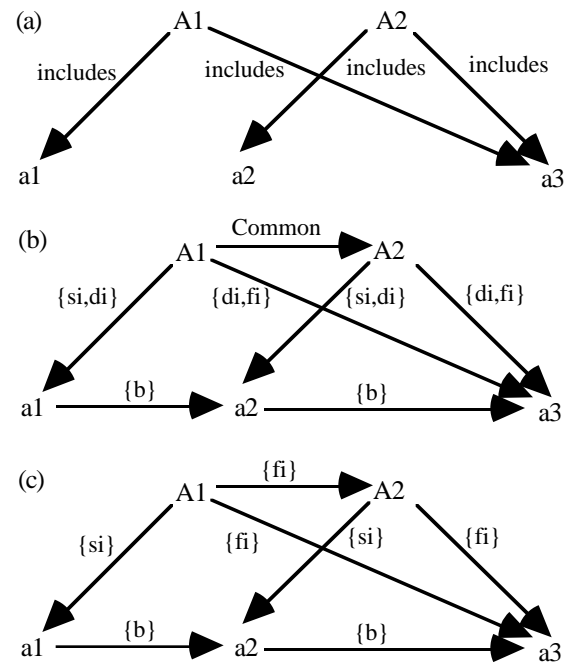 (a) A1 A2
includes includes includes includes
a1 a2 a3
(b) Common
A1 A2
{si,di} {di,fi} {si,di} {di,fi}
{b} {b}
a1 a2 a3
(c) {fi}
A1 A2
{si} {fi} {si} {fi}
{b} {b}
a1 a2 a3